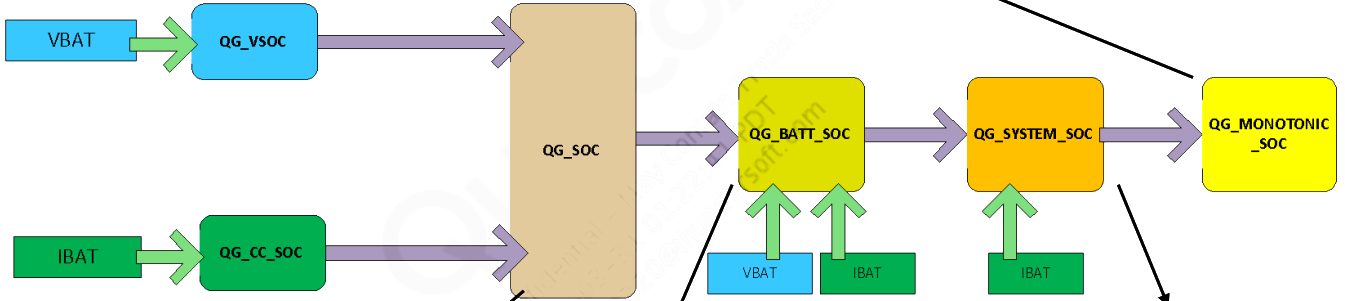 VBAT
QG_VSOC
QG_SOC
IBAT
QG_CC_SOC
QG_BATT_SOC
VBAT
IBAT
QG_SYSTEM_SOC
IBAT
QG_MONOTONIC
_SOC